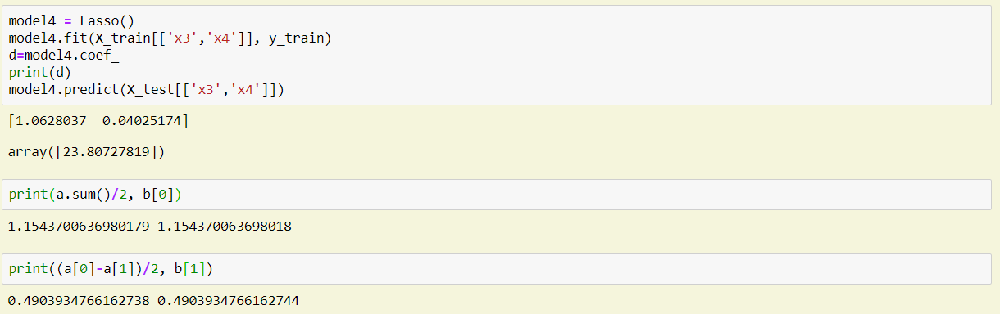 model4 = Lasso()
model4.fit(X_train[['x3','x4']], y_train)
d=model4.coef_
print(d)
model4.predict(X_test[['x3','x4']])
[1.0628037  0.04025174]
array([23.80727819])
print(a.sum()/2, b[0])
1.1543700636980179 1.154370063698018
print((a[0]-a[1])/2, b[1])
0.4903934766162738 0.4903934766162744